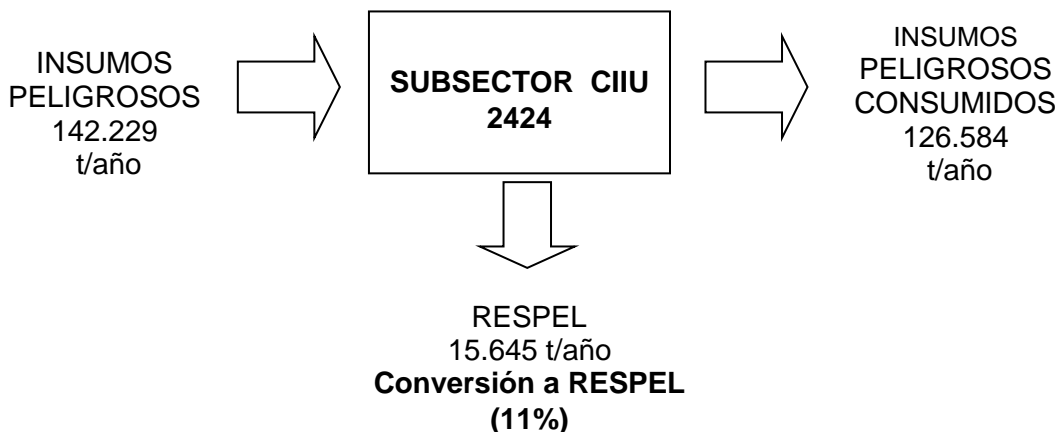 INSUMOS
PELIGROSOS
142.229
t/año
SUBSECTOR CIIU
2424
INSUMOS
PELIGROSOS
CONSUMIDOS
126.584
t/año
RESPEL
15.645 t/año
Conversión a RESPEL
(11%)